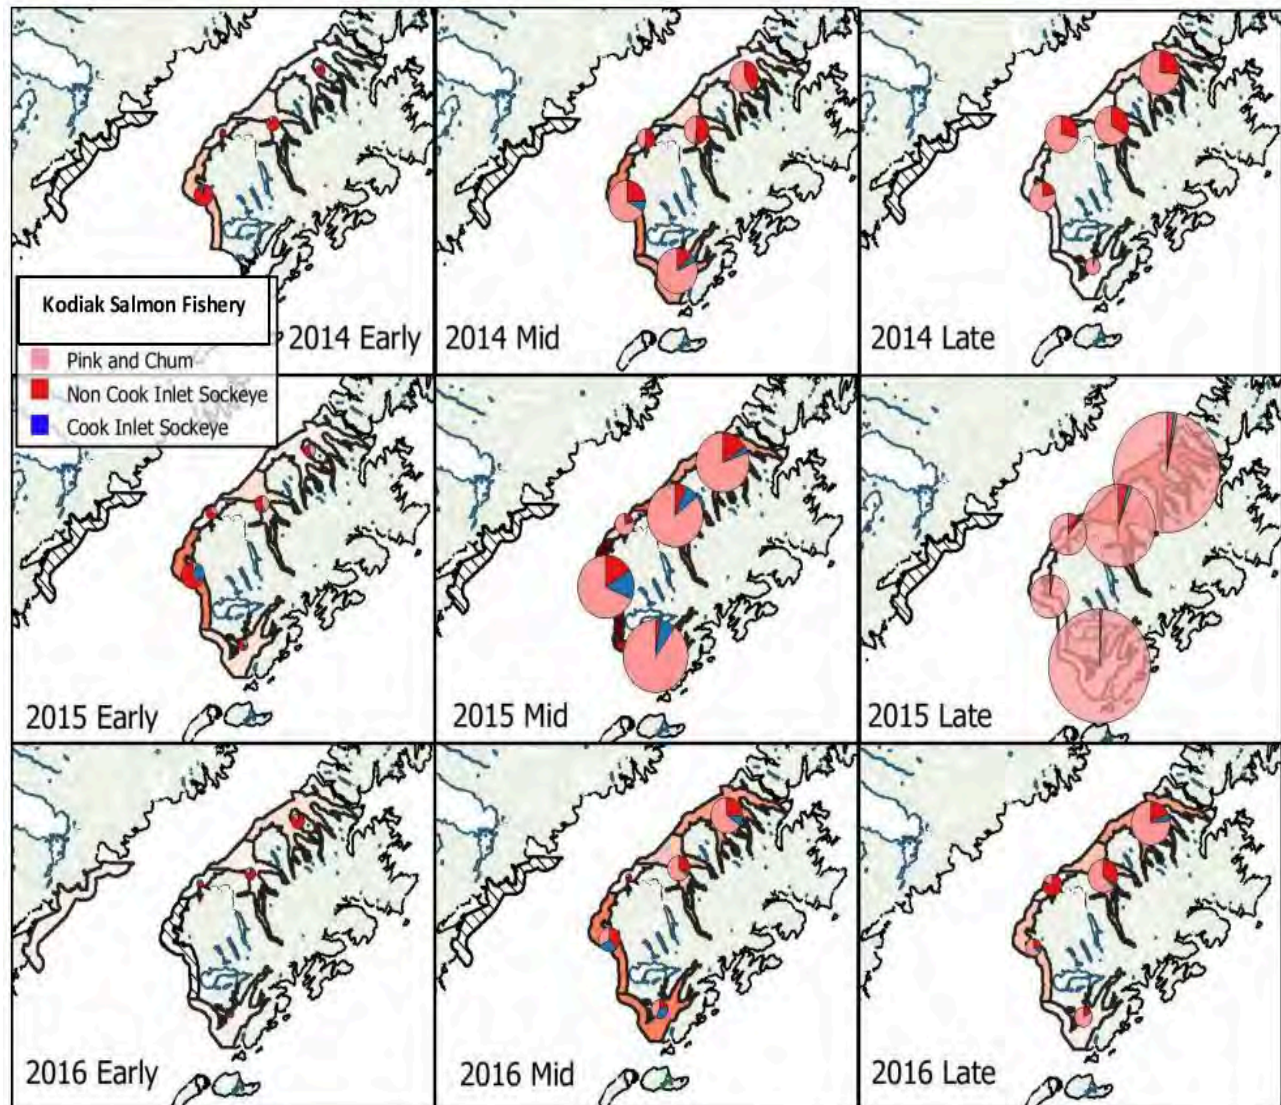 2014 Early
2014 Mid
2014 Late
Kodiak Salmon Fishery
Pink and Chum
Non Cook Inlet Sockeye
Cook Inlet Sockeye
2015 Early
2015 Mid
2015 Late
2016 Early
2016 Mid
2016 Late